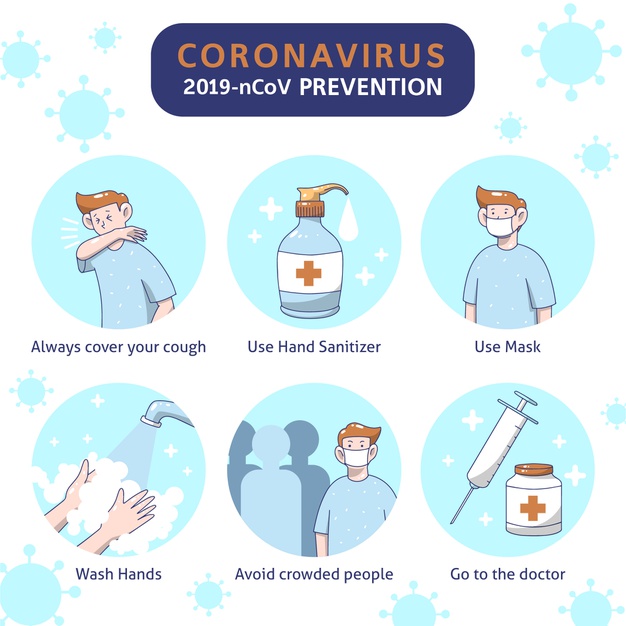 CORONAVIRUS
2019-nCoV PREVENTION
Always cover your cough
Use Hand Sanitizer
Use Mask
Wash Hands
Avoid crowded people
Go to the doctor